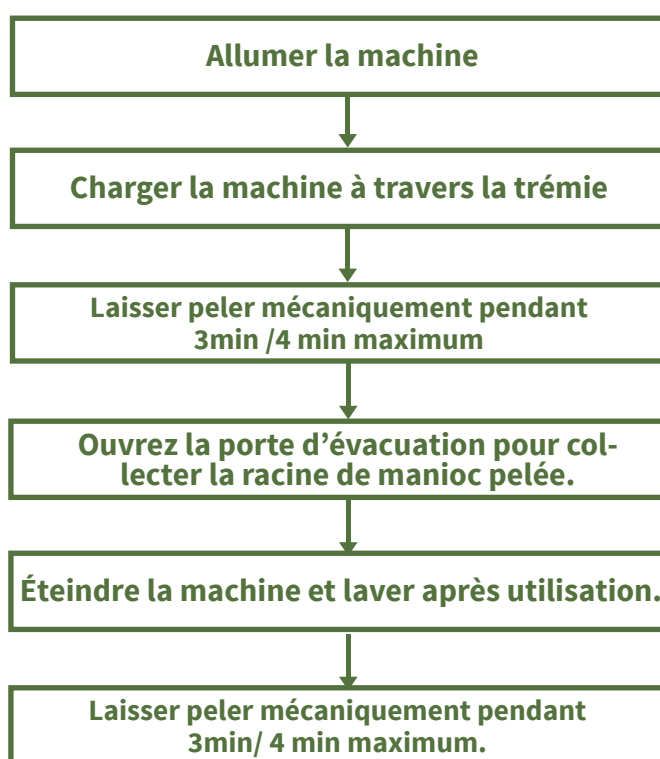 Allumer la machine
Charger la machine à travers la trémie
Laisser peler mécaniquement pendant
3min /4 min maximum
Ouvrez la porte d’évacuation pour col-
lecter la racine de manioc pelée.
Éteindre la machine et laver après utilisation.
Laisser peler mécaniquement pendant
3min/ 4 min maximum.